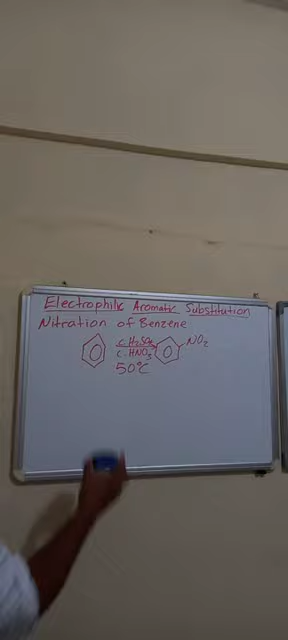 Electrophilic Aromatic Substitution
Nitration of Benzene
c. H₂SO₄ NO₂
c. HNO₃
50°C